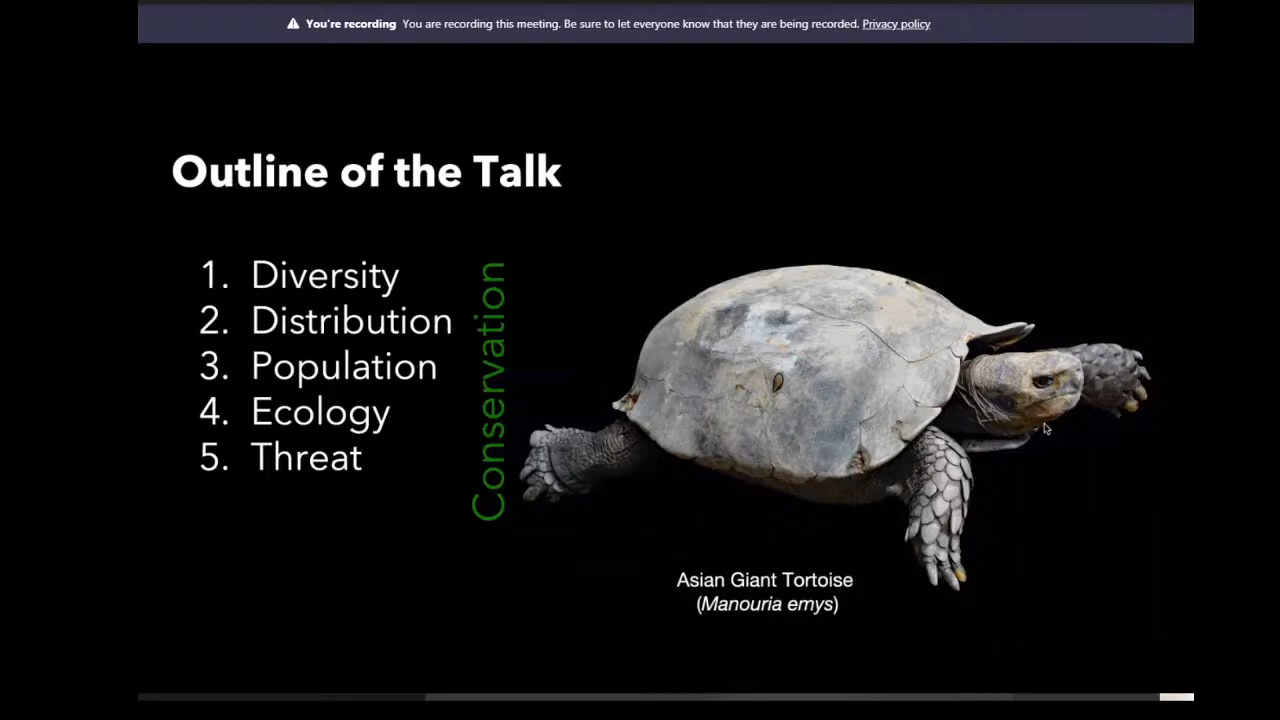 You're recording You are recording this meeting. Be sure to let everyone know that they are being recorded. Privacy policy
Outline of the Talk
1. Diversity
2. Distribution
3. Population
4. Ecology
5. Threat
Conservation
Asian Giant Tortoise
(Manouria emys)